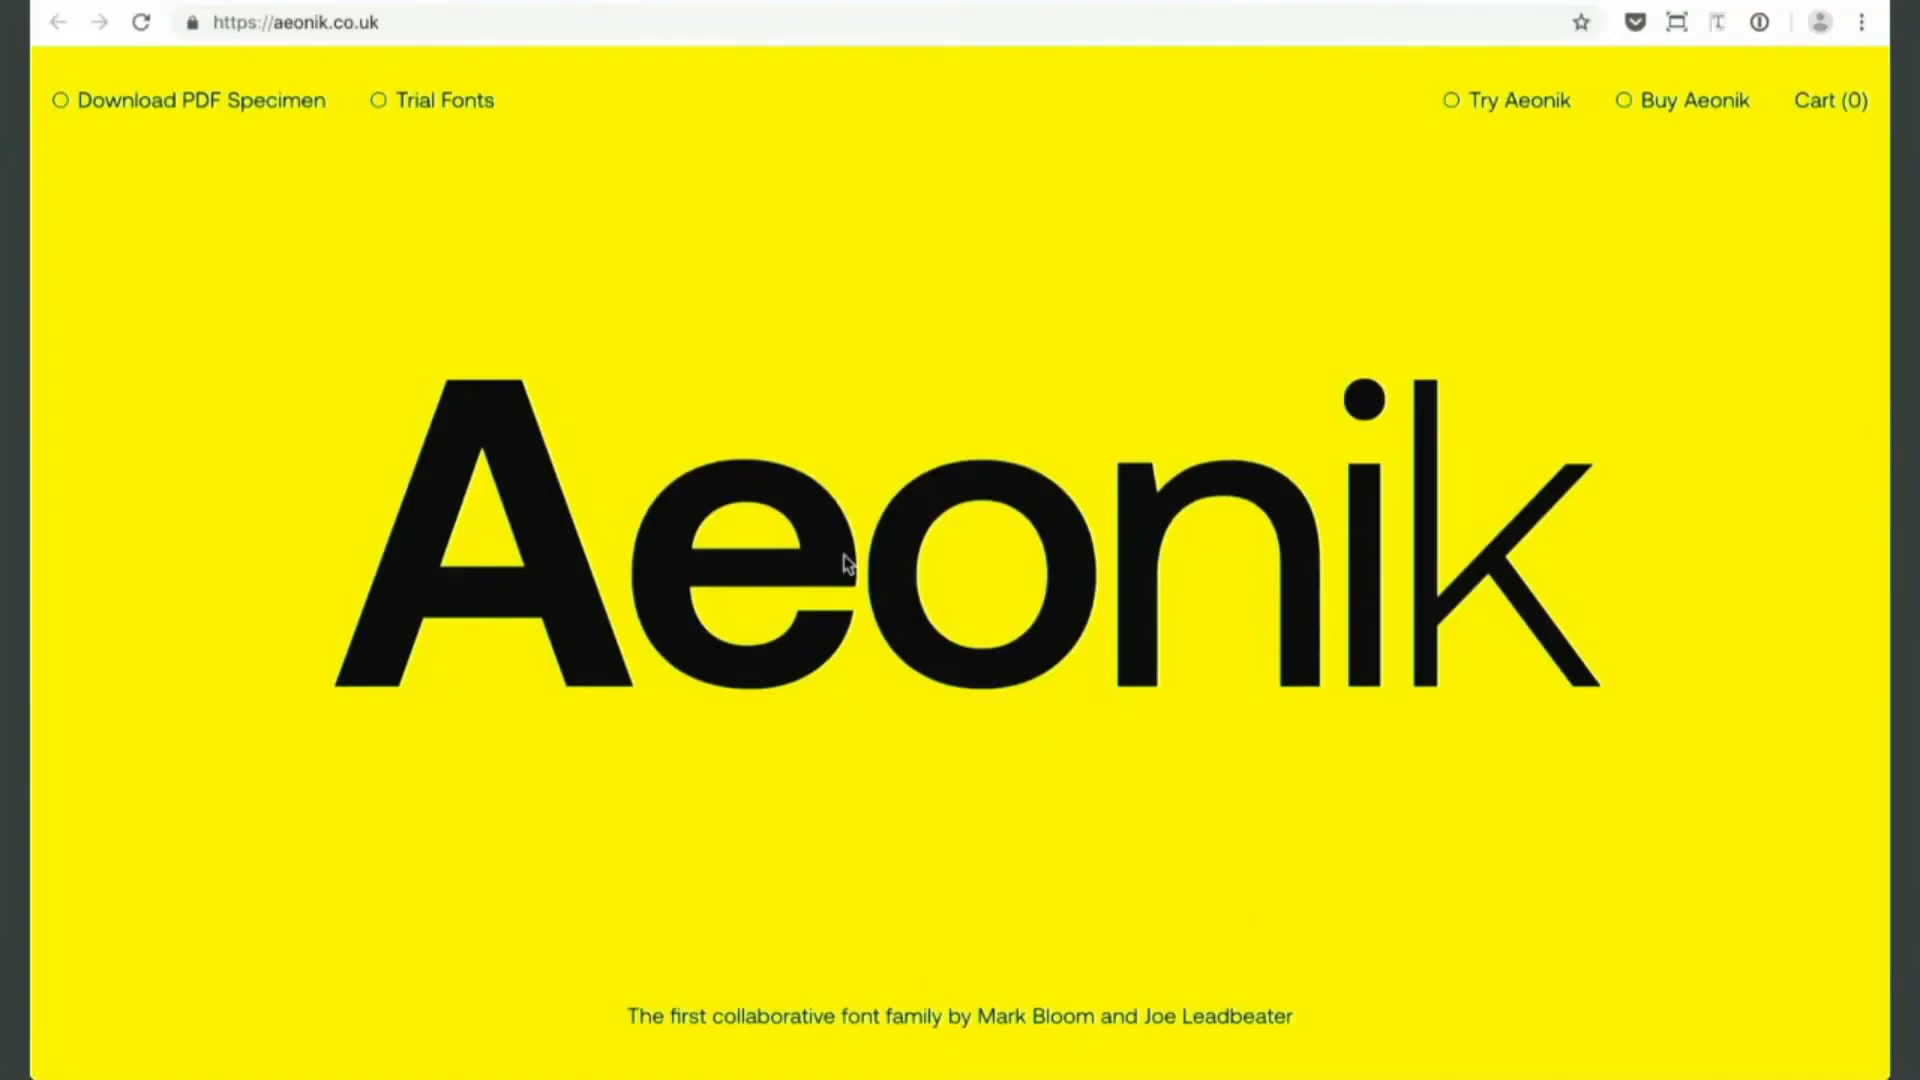 https://aeonik.co.uk
Download PDF Specimen Trial Fonts Try Aeonik Buy Aeonik Cart (0)
Aeonik
The first collaborative font family by Mark Bloom and Joe Leadbeater